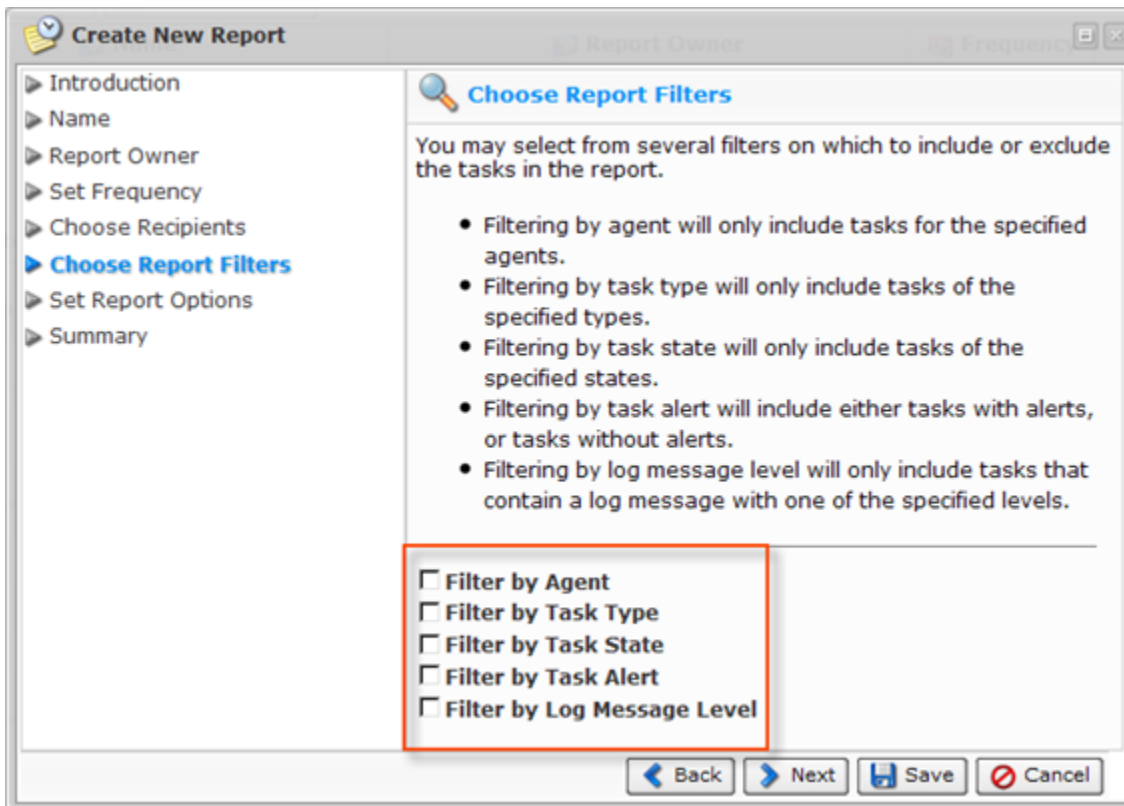 Create New Report
Name
Report Owner
Frequency
Introduction
Name
Report Owner
Set Frequency
Choose Recipients
Choose Report Filters
Set Report Options
Summary
Choose Report Filters
You may select from several filters on which to include or exclude
the tasks in the report.
Filtering by agent will only include tasks for the specified
agents.
Filtering by task type will only include tasks of the
specified types.
Filtering by task state will only include tasks of the
specified states.
Filtering by task alert will include either tasks with alerts,
or tasks without alerts.
Filtering by log message level will only include tasks that
contain a log message with one of the specified levels.
Filter by Agent
Filter by Task Type
Filter by Task State
Filter by Task Alert
Filter by Log Message Level
Back Next Save Cancel